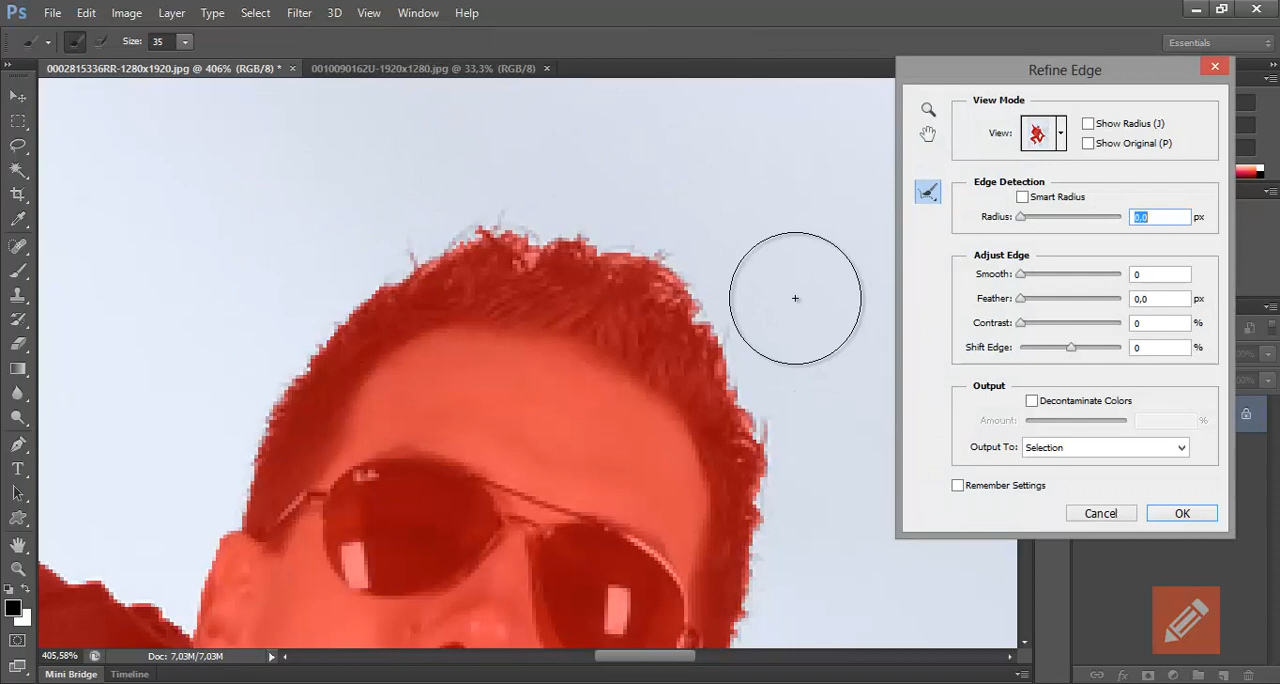 Ps File Edit Image Layer Type Select Filter 3D View Window Help
Size: 35
Essentials
0002815336RR-1280x1920.jpg @ 406% (RGB/8) * × 0010090162U-1920x1280.jpg @ 33,3% (RGB/8) ×
Refine Edge
View Mode
View:
Show Radius (J)
Show Original (P)
Edge Detection
Smart Radius
Radius: 0,0 px
Adjust Edge
Smooth: 0
Feather: 0,0 px
Contrast: 0 %
Shift Edge: 0 %
Output
Decontaminate Colors
Amount: %
Output To: Selection
Remember Settings
Cancel OK
405,58% Doc: 7,03M/7,03M
Mini Bridge Timeline
fx